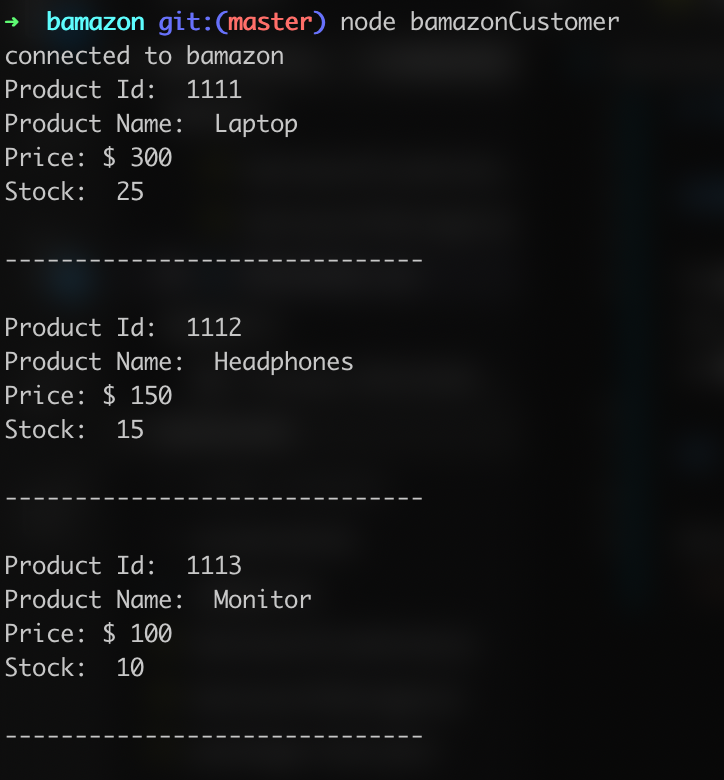 ➜  bamazon git:(master) node bamazonCustomer
connected to bamazon
Product Id:  1111
Product Name:  Laptop
Price: $ 300
Stock:  25
------------------------------
Product Id:  1112
Product Name:  Headphones
Price: $ 150
Stock:  15
------------------------------
Product Id:  1113
Product Name:  Monitor
Price: $ 100
Stock:  10
------------------------------